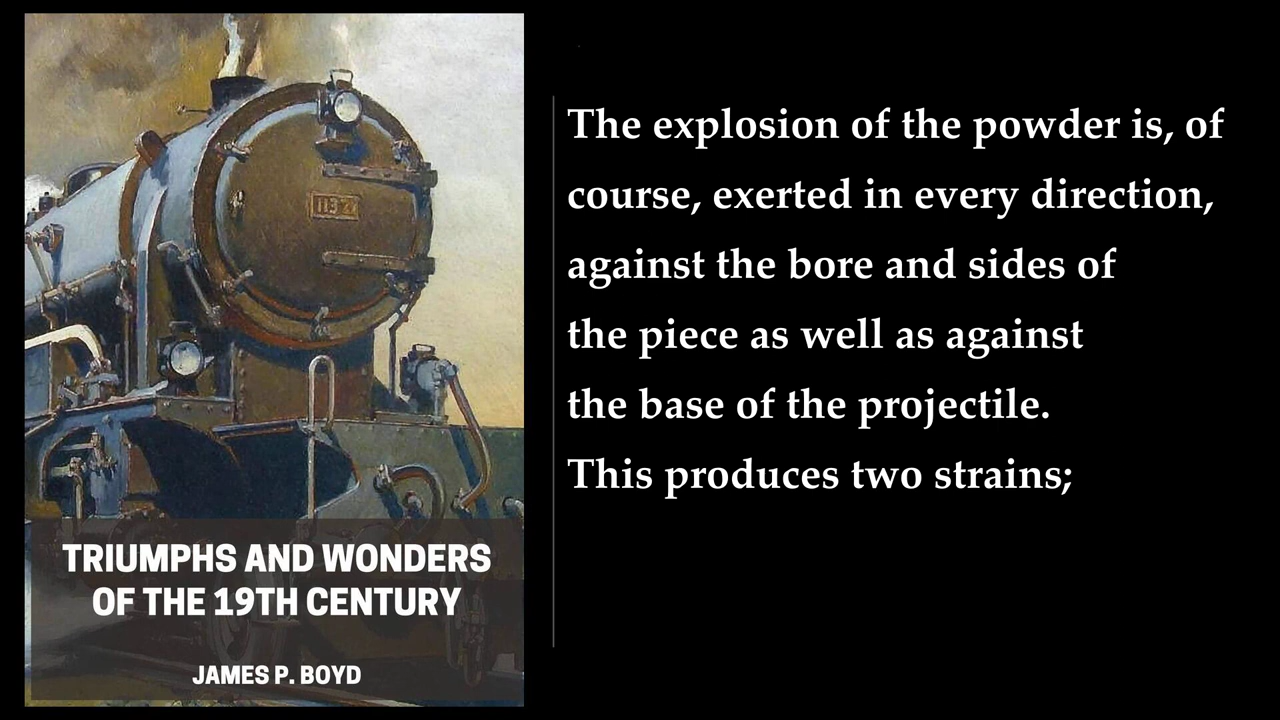 The explosion of the powder is, of
course, exerted in every direction,
against the bore and sides of
the piece as well as against
the base of the projectile.
This produces two strains;
TRIUMPHS AND WONDERS
OF THE 19TH CENTURY
JAMES P. BOYD